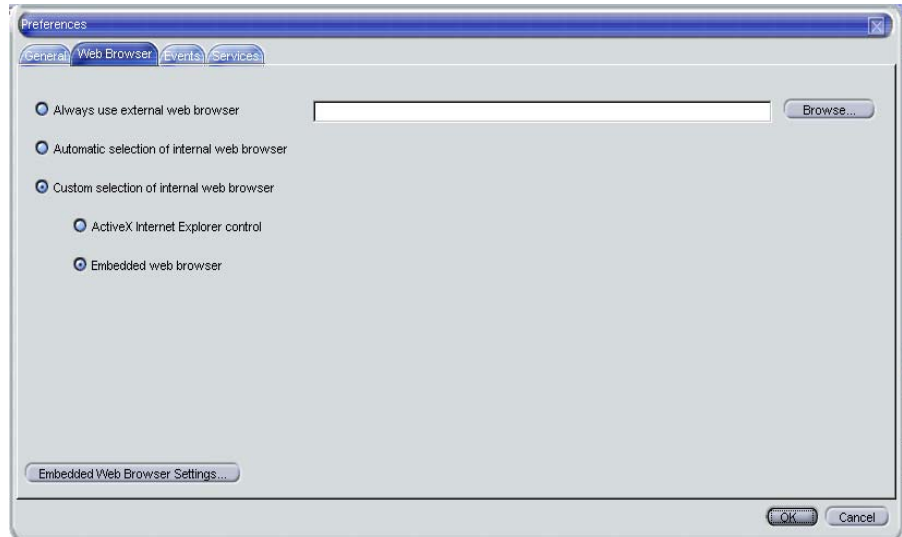 Preferences
General Web Browser Events Services
Always use external web browser Browse...
Automatic selection of internal web browser
Custom selection of internal web browser
ActiveX Internet Explorer control
Embedded web browser
Embedded Web Browser Settings...
OK Cancel